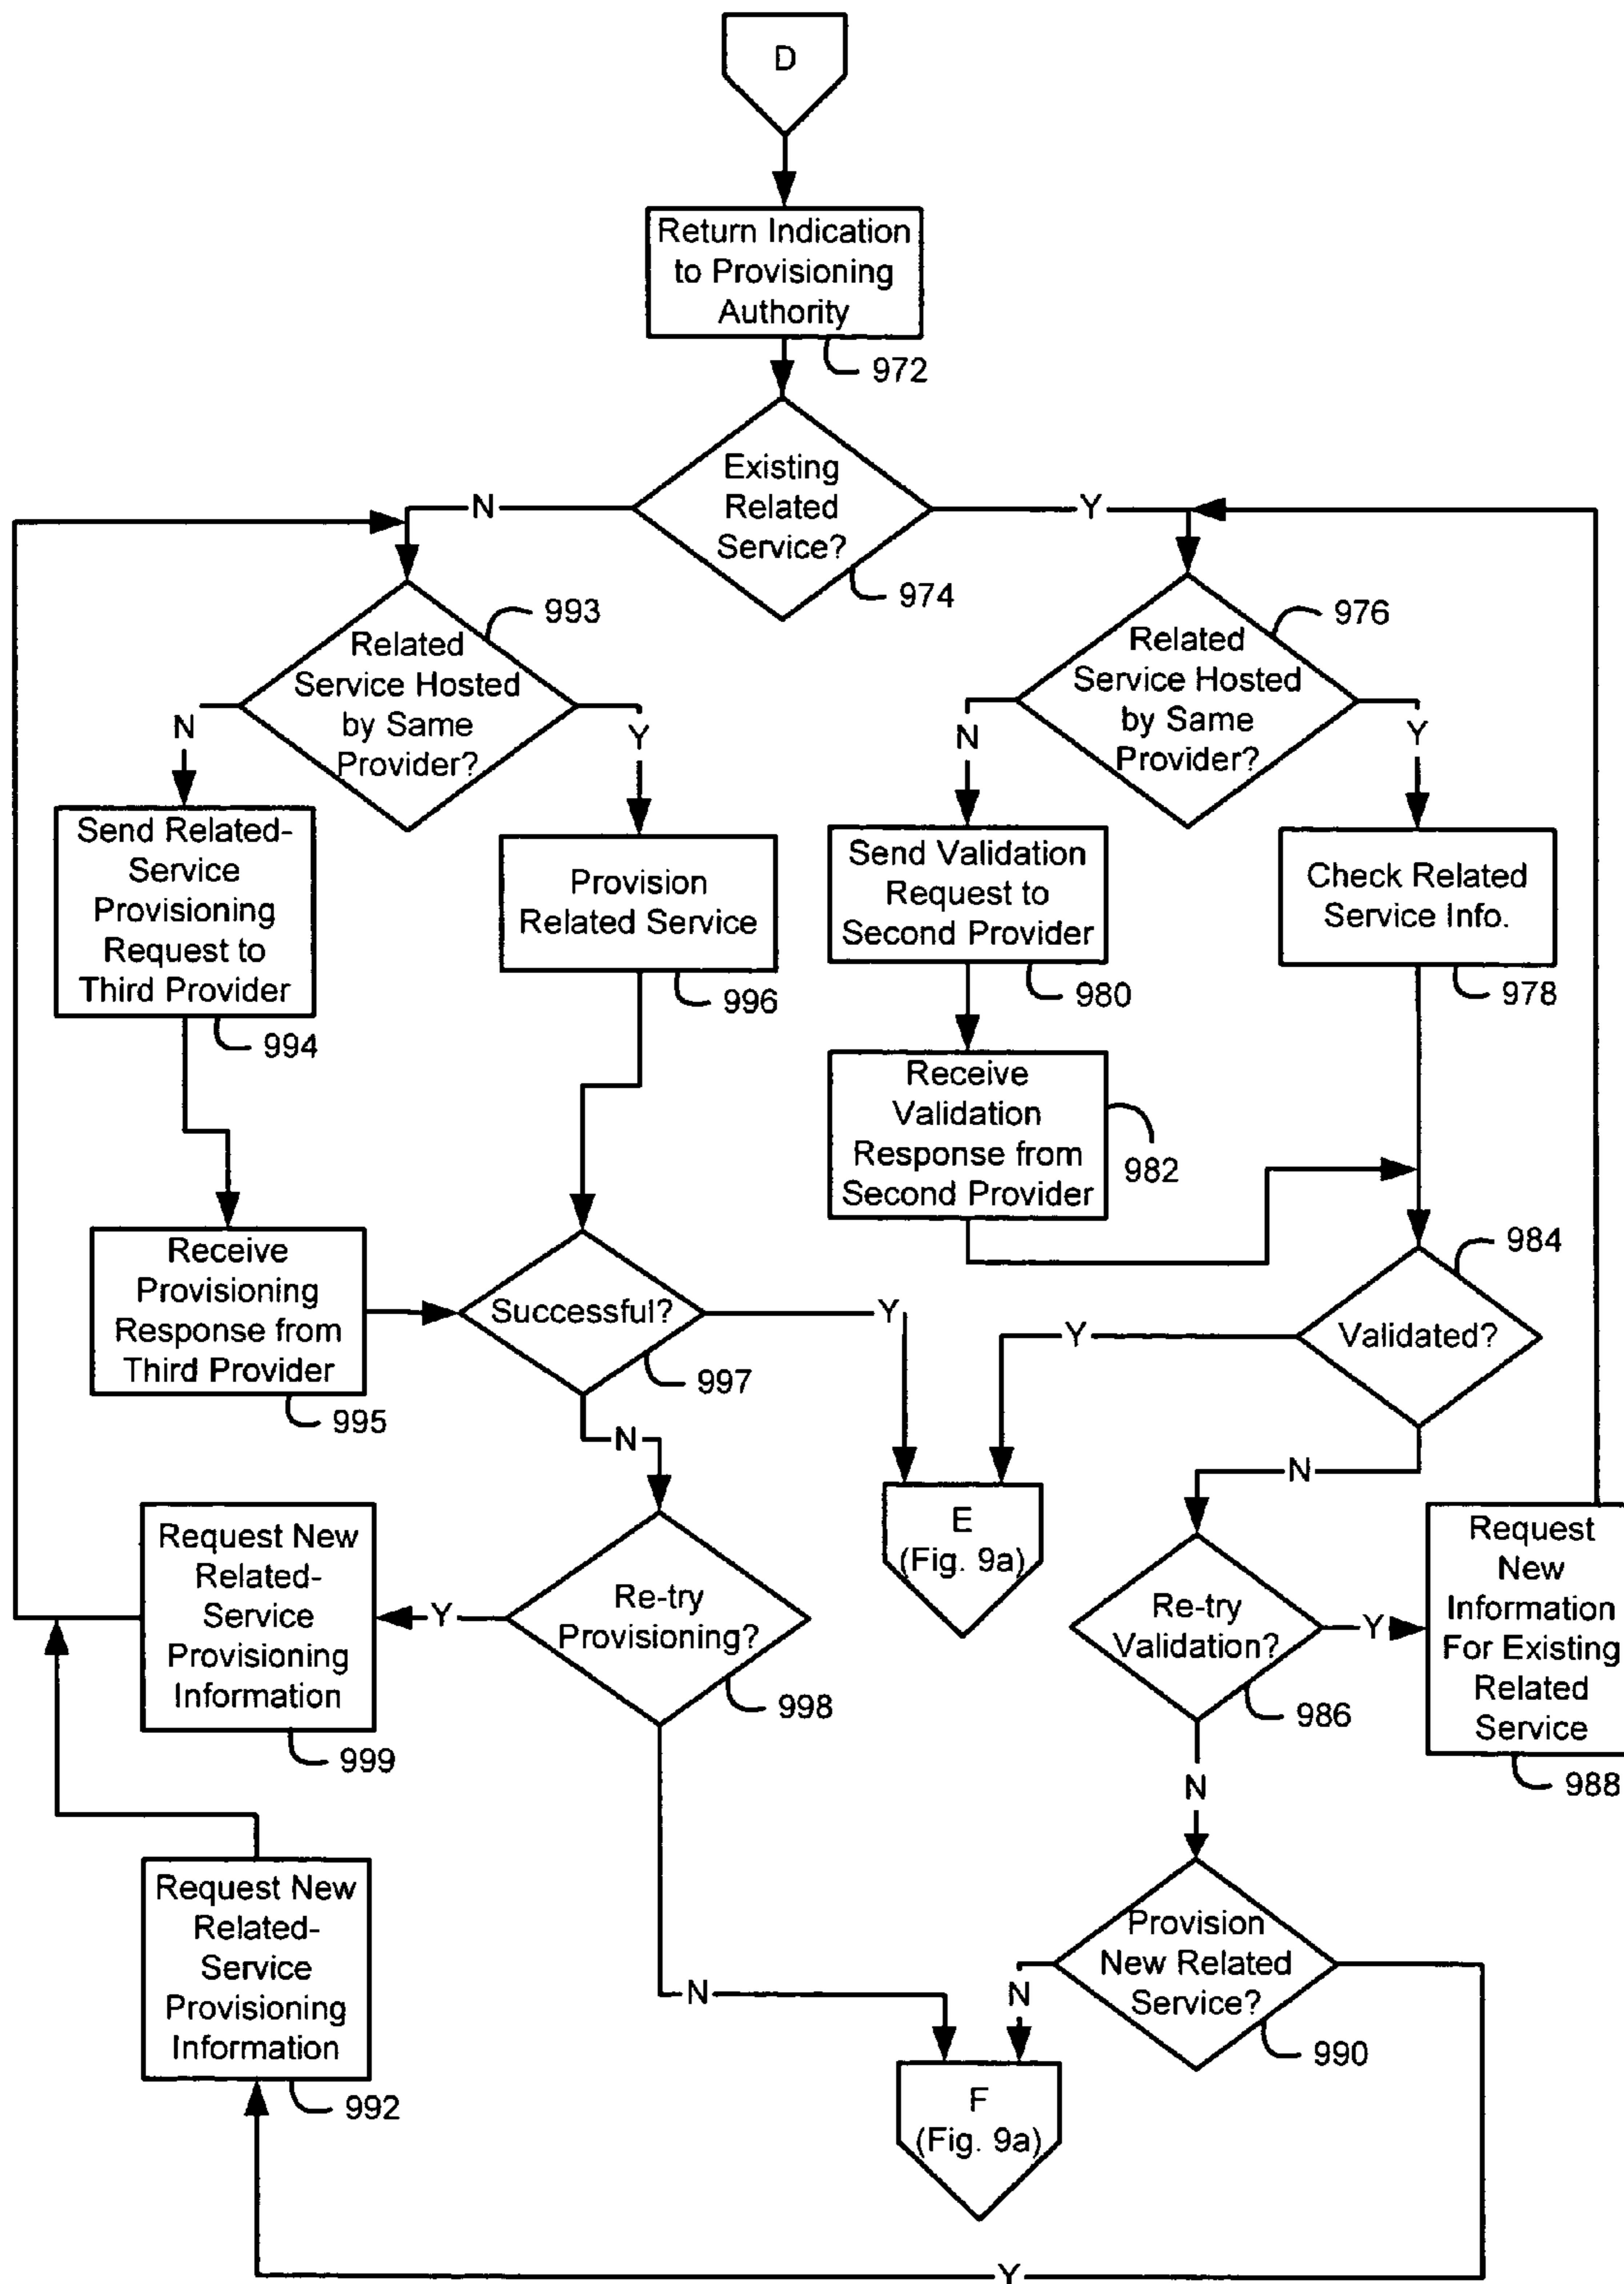 D
Return Indication
to Provisioning
Authority
972
Existing
Related
Service?
974
N
Y
993
Related
Service Hosted
by Same
Provider?
N
Y
976
Related
Service Hosted
by Same
Provider?
N
Y
Send Related-
Service
Provisioning
Request to
Third Provider
994
Provision
Related Service
996
Send Validation
Request to
Second Provider
980
Check Related
Service Info.
978
Receive
Validation
Response from
Second Provider
982
Receive
Provisioning
Response from
Third Provider
995
Successful?
997
Y
N
984
Validated?
Y
N
E
(Fig. 9a)
Request New
Related-
Service
Provisioning
Information
999
Y
Re-try
Provisioning?
998
N
Re-try
Validation?
986
Y
N
Request
New
Information
For Existing
Related
Service
988
Request New
Related-
Service
Provisioning
Information
992
Provision
New Related
Service?
990
N
F
(Fig. 9a)
Y